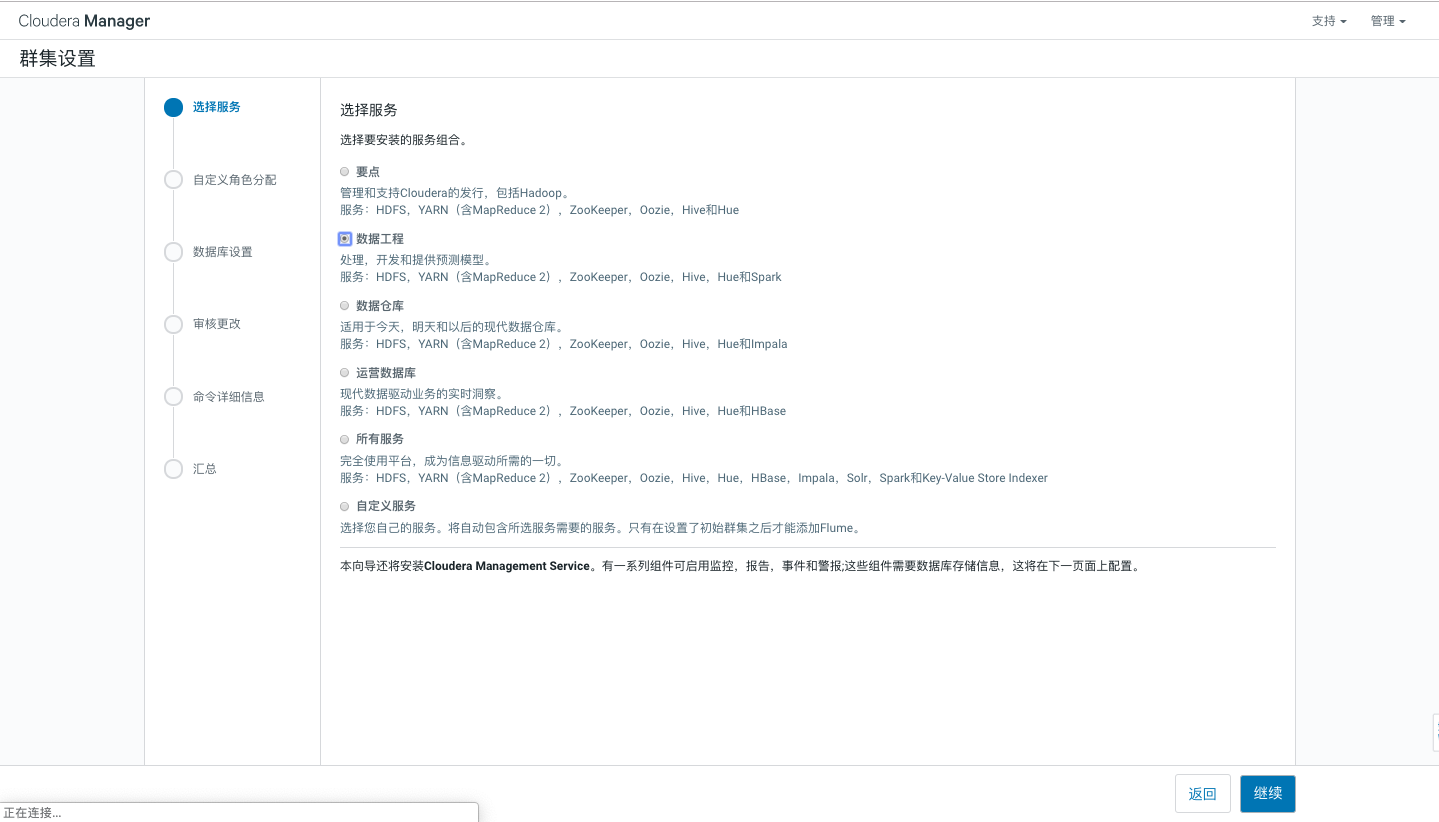 Cloudera Manager
支持
管理
群集设置
选择服务
自定义角色分配
数据库设置
审核更改
命令详细信息
汇总
选择服务
选择要安装的服务组合。
要点
管理和支持Cloudera的发行，包括Hadoop。
服务：HDFS，YARN（含MapReduce 2），ZooKeeper，Oozie，Hive和Hue
数据工程
处理，开发和提供预测模型。
服务：HDFS，YARN（含MapReduce 2），ZooKeeper，Oozie，Hive，Hue和Spark
数据仓库
适用于今天，明天和以后的现代数据仓库。
服务：HDFS，YARN（含MapReduce 2），ZooKeeper，Oozie，Hive，Hue和Impala
运营数据库
现代数据驱动业务的实时洞察。
服务：HDFS，YARN（含MapReduce 2），ZooKeeper，Oozie，Hive，Hue和HBase
所有服务
完全使用平台，成为信息驱动所需的一切。
服务：HDFS，YARN（含MapReduce 2），ZooKeeper，Oozie，Hive，Hue，HBase，Impala，Solr，Spark和Key-Value Store Indexer
自定义服务
选择您自己的服务。将自动包含所选服务需要的服务。只有在设置了初始群集之后才能添加Flume。
本向导还将安装Cloudera Management Service。有一系列组件可启用监控，报告，事件和警报;这些组件需要数据库存储信息，这将在下一页面上配置。
返回
继续
正在连接...